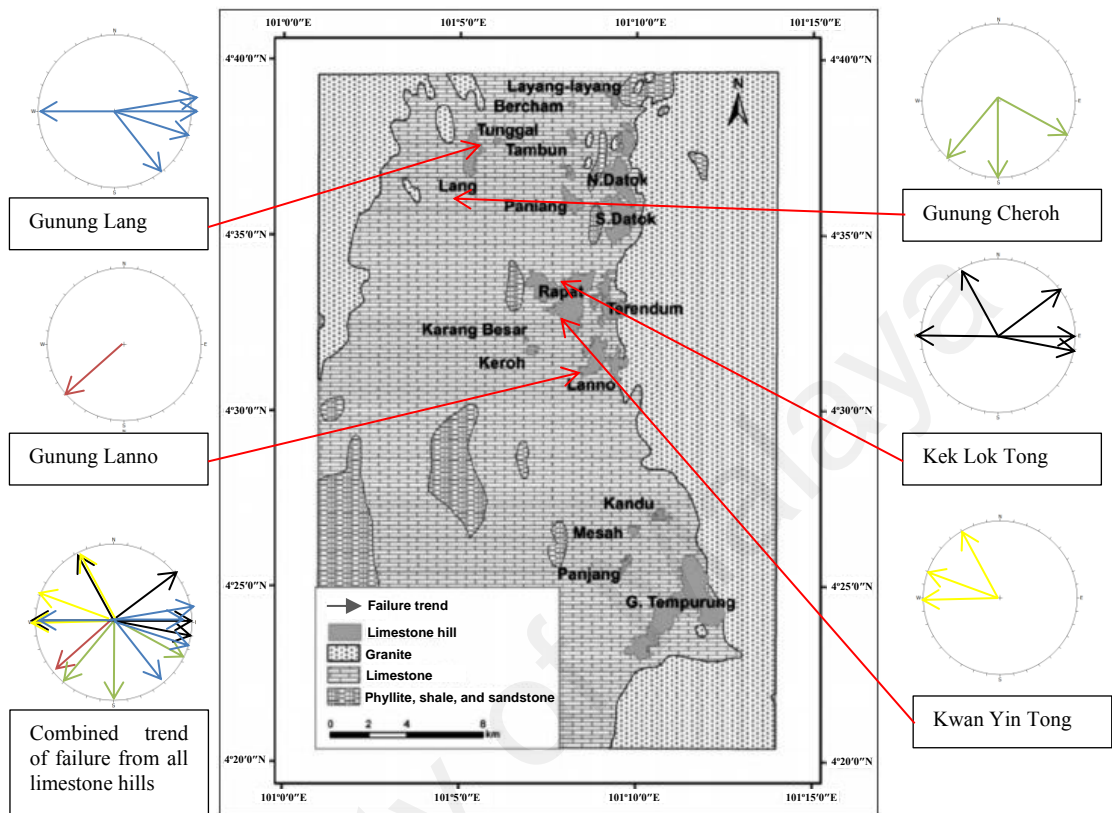 101°0'0"E
101°5'0"E
101°10'0"E
101°15'0"E
4°40'0"N
4°40'0"N
4°35'0"N
4°35'0"N
4°30'0"N
4°30'0"N
4°25'0"N
4°25'0"N
4°20'0"N
4°20'0"N
101°0'0"E
101°5'0"E
101°10'0"E
101°15'0"E
N
Layang-layang
Bercham
Tunggal
Tambun
N.Datok
Lang
Panjang
S.Datok
Rapat
Terendum
Karang Besar
Keroh
Lanno
Kandu
Mesah
Panjang
G. Tempurung
Failure trend
Limestone hill
Granite
Limestone
Phyllite, shale, and sandstone
0 2 4 8
km
N
W
E
S
Gunung Lang
N
W
E
S
Gunung Lanno
N
W
E
S
Combined trend
of failure from all
limestone hills
N
W
E
S
Gunung Cheroh
N
W
E
S
Kek Lok Tong
N
W
E
S
Kwan Yin Tong
of